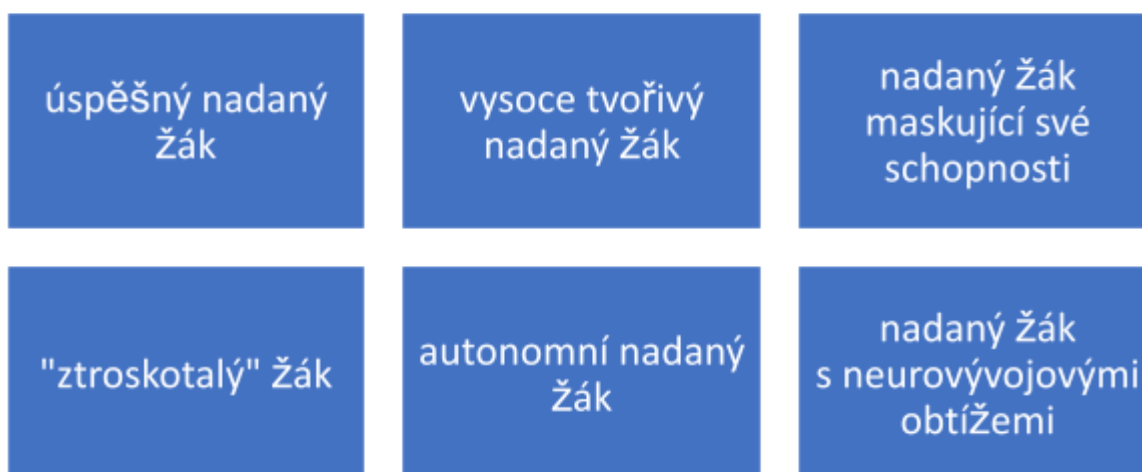 úspěšný nadaný
žák
vysoce tvořivý
nadaný žák
nadaný žák
maskující své
schopnosti
"ztroskotalý" žák
autonomní nadaný
žák
nadaný žák
s neurovývojovými
obtížemi